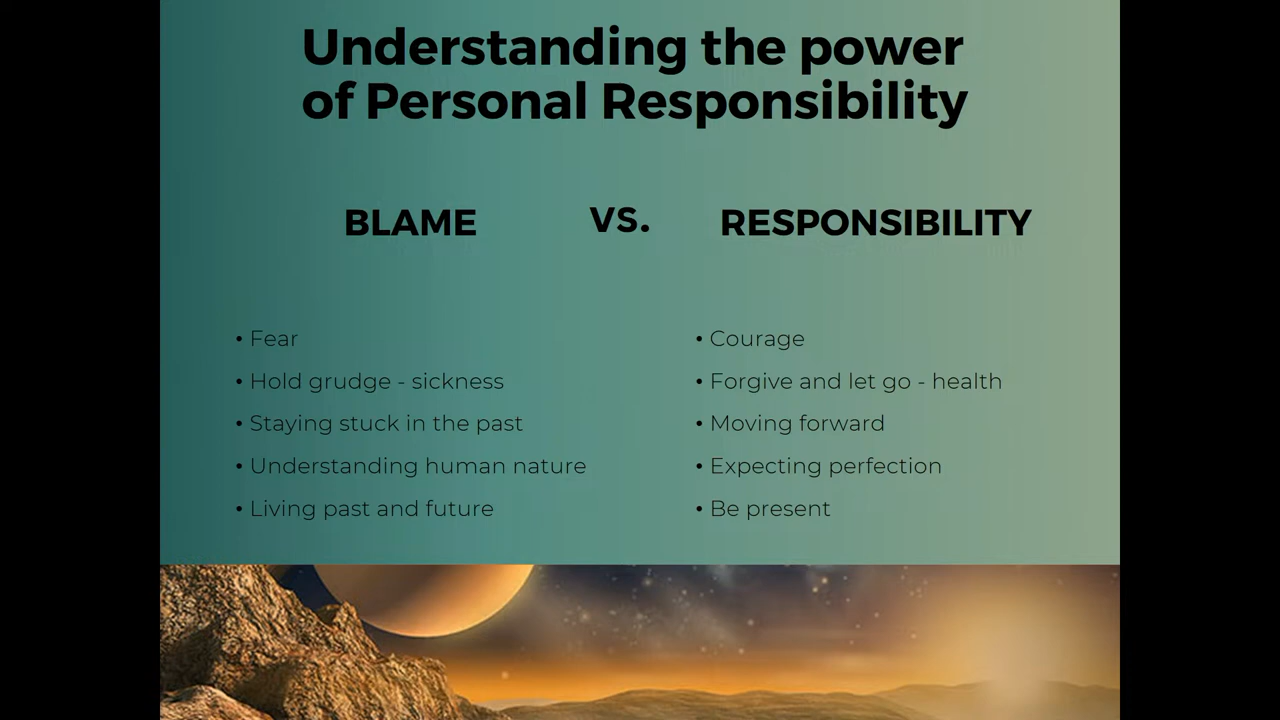 Understanding the power
of Personal Responsibility
BLAME VS. RESPONSIBILITY
• Fear
• Hold grudge - sickness
• Staying stuck in the past
• Understanding human nature
• Living past and future
• Courage
• Forgive and let go - health
• Moving forward
• Expecting perfection
• Be present